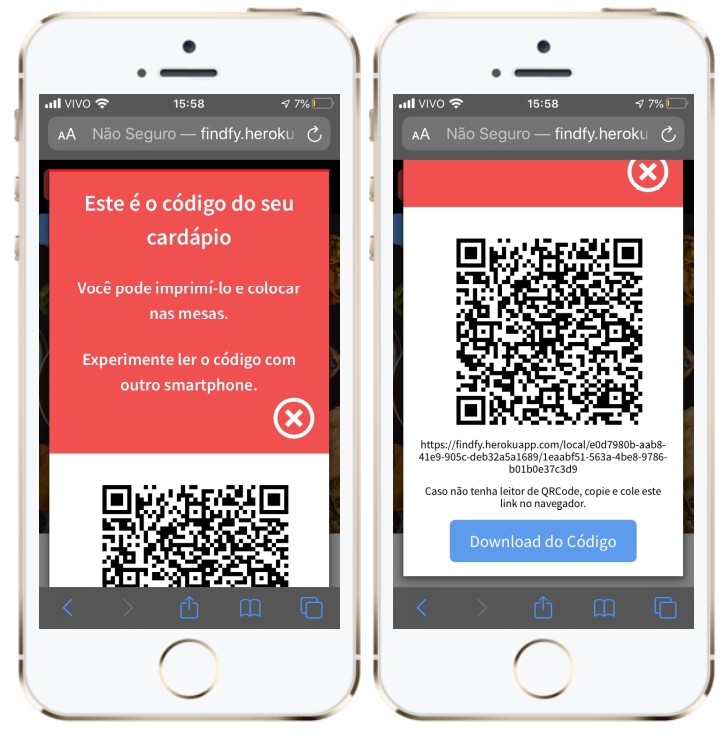 VIVO 15:58 7%
AA Não Seguro — findfy.heroku
Este é o código do seu
cardápio
Você pode imprimí-lo e colocar
nas mesas.
Experimente ler o código com
outro smartphone.
VIVO 15:58 7%
AA Não Seguro — findfy.heroku
https://findfy.herokuapp.com/local/e0d7980b-aab8-
41e9-905c-deb32a5a1689/1eaabf51-563a-4be8-9786-
b01b0e37c3d9
Caso não tenha leitor de QRCode, copie e cole este
link no navegador.
Download do Código